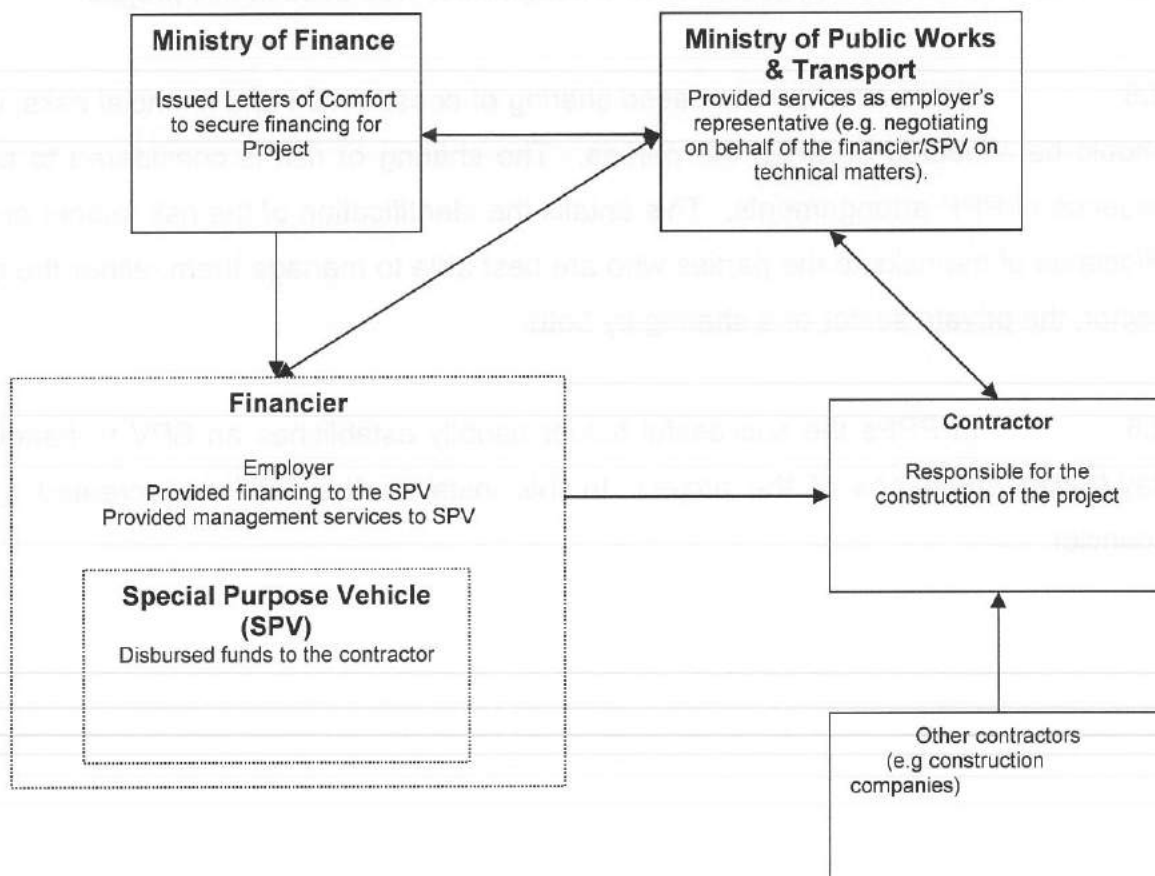 Ministry of Finance
Issued Letters of Comfort
to secure financing for
Project
Ministry of Public Works
& Transport
Provided services as employer's
representative (e.g. negotiating
on behalf of the financier/SPV on
technical matters).
Financier
Employer
Provided financing to the SPV
Provided management services to SPV
Special Purpose Vehicle
(SPV)
Disbursed funds to the contractor
Contractor
Responsible for the
construction of the project
Other contractors
(e.g construction
companies)